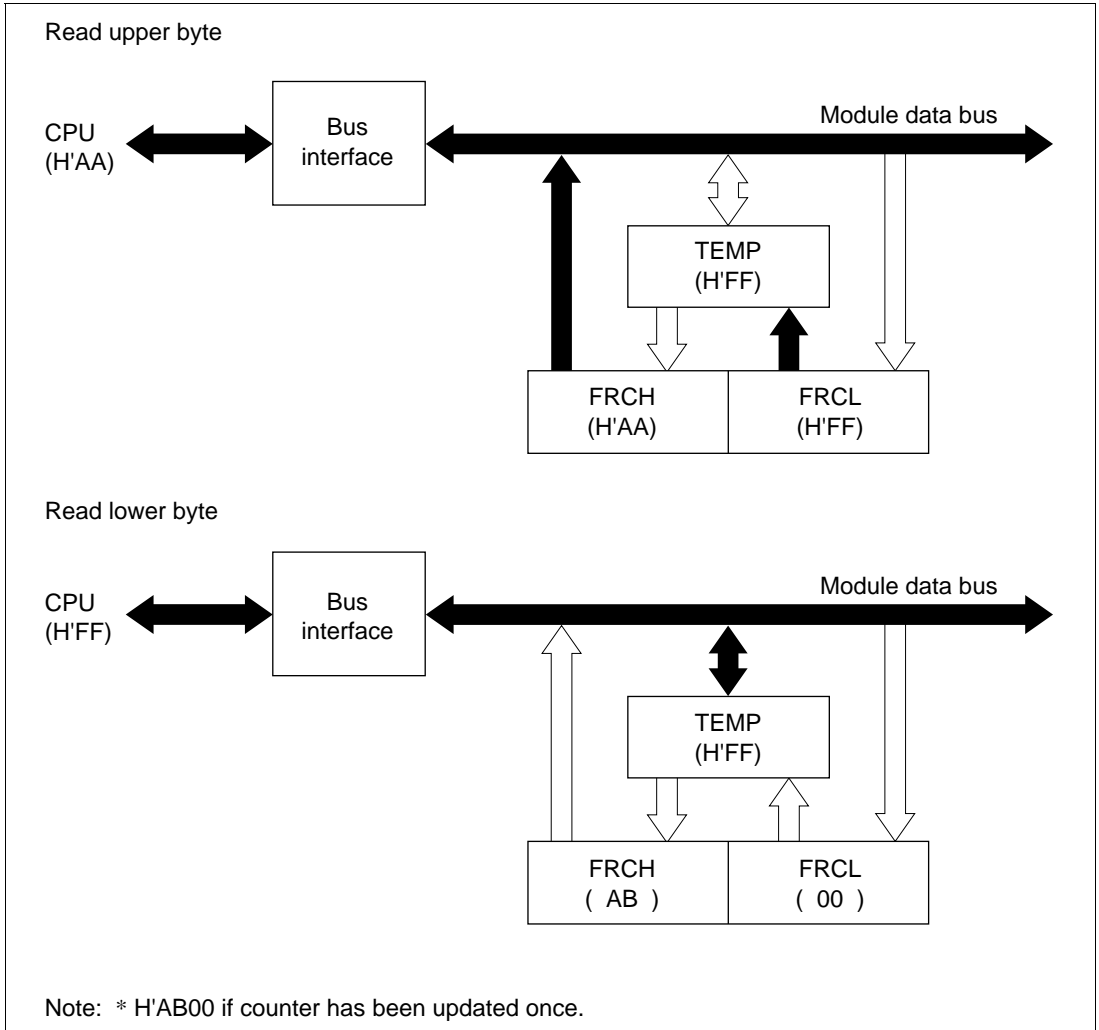 Read upper byte
CPU
(H'AA)
Bus
interface
Module data bus
TEMP
(H'FF)
FRCH
(H'AA)
FRCL
(H'FF)
Read lower byte
CPU
(H'FF)
Bus
interface
Module data bus
TEMP
(H'FF)
FRCH
( AB )
FRCL
( 00 )
Note: * H'AB00 if counter has been updated once.